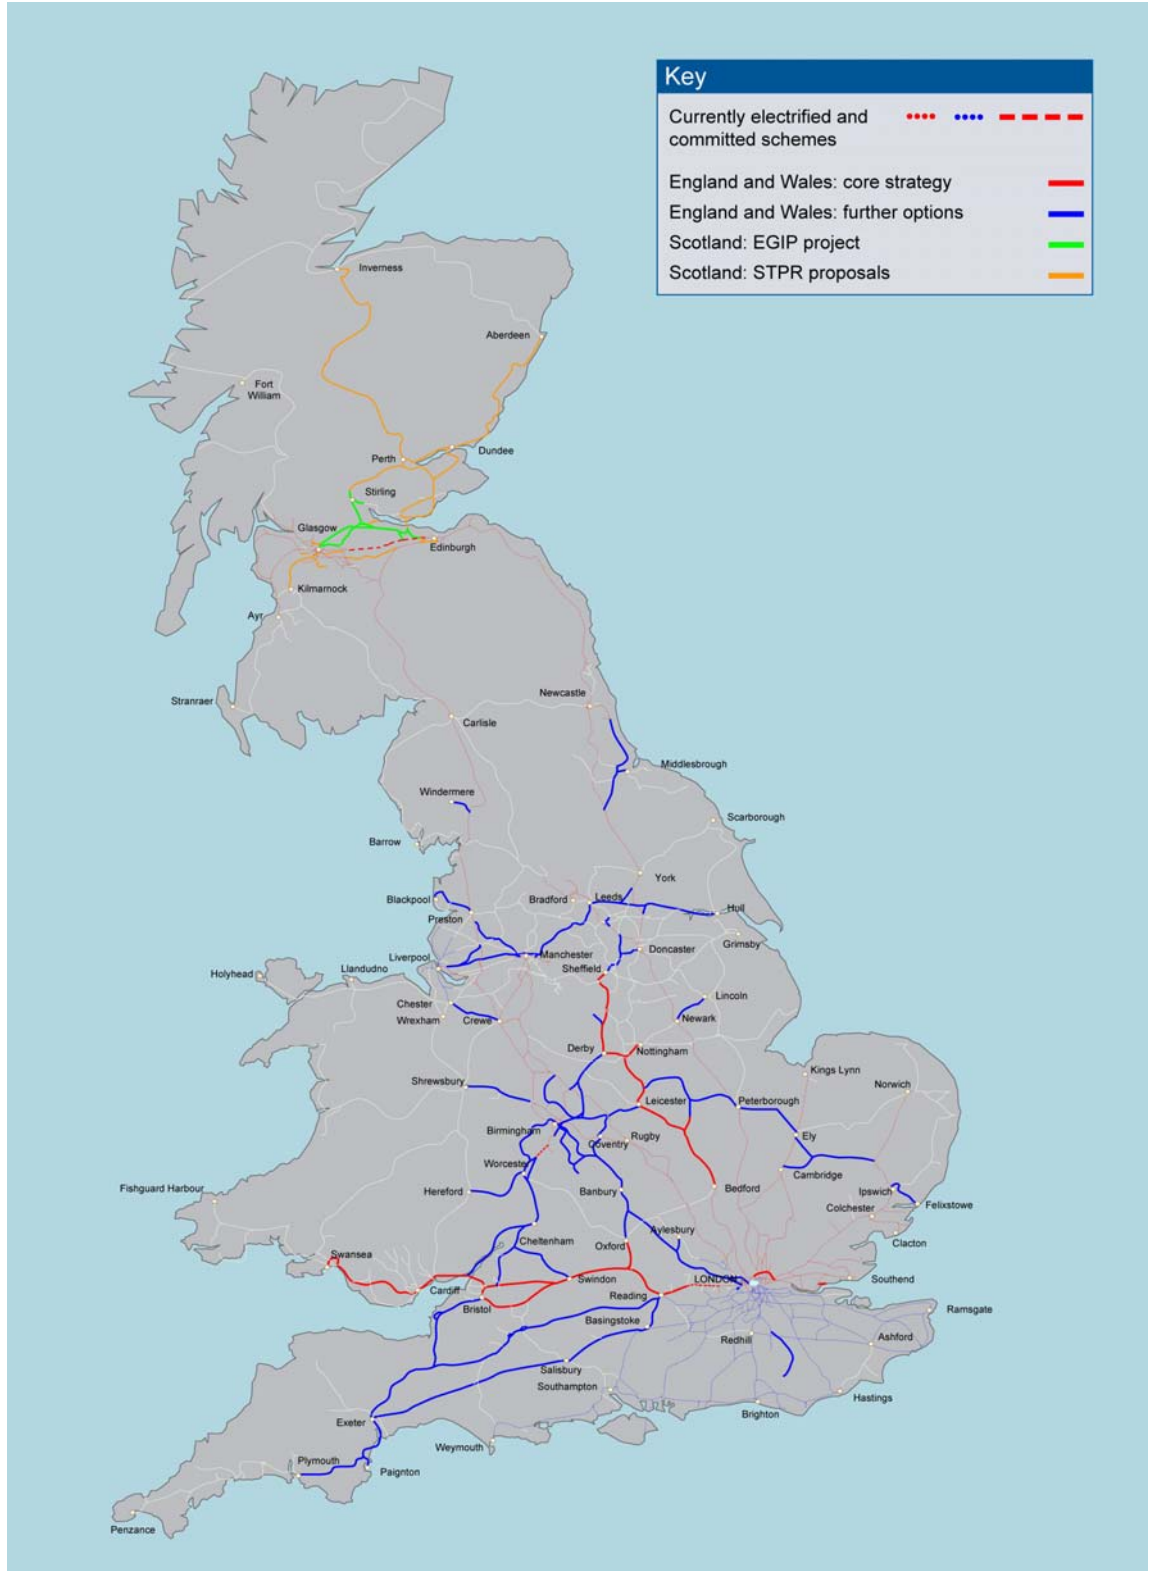 Key
Currently electrified and
committed schemes
England and Wales: core strategy
England and Wales: further options
Scotland: EGIP project
Scotland: STPR proposals
Inverness
Aberdeen
Fort
William
Dundee
Perth
Stirling
Glasgow
Edinburgh
Kilmarnock
Ayr
Stranraer
Newcastle
Carlisle
Middlesbrough
Windermere
Scarborough
Barrow
York
Blackpool
Bradford
Leeds
Hull
Preston
Grimsby
Doncaster
Manchester
Liverpool
Sheffield
Holyhead
Llandudno
Lincoln
Chester
Wrexham
Crewe
Newark
Derby
Nottingham
Kings Lynn
Norwich
Shrewsbury
Leicester
Peterborough
Birmingham
Rugby
Coventry
Ely
Worcester
Cambridge
Fishguard Harbour
Hereford
Banbury
Bedford
Ipswich
Felixstowe
Colchester
Aylesbury
Cheltenham
Oxford
Clacton
Swansea
Cardiff
Swindon
LONDON
Southend
Reading
Bristol
Ramsgate
Basingstoke
Redhill
Ashford
Salisbury
Southampton
Hastings
Brighton
Exeter
Weymouth
Plymouth
Paignton
Penzance